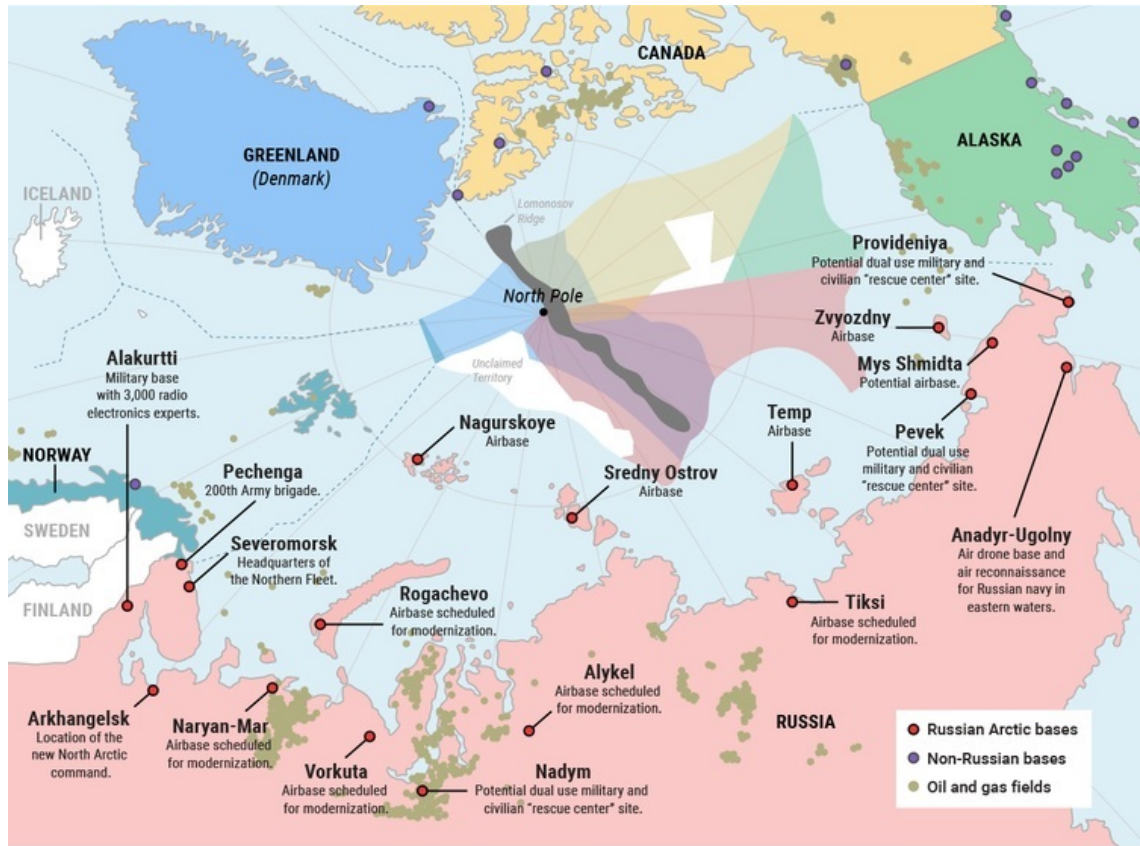 CANADA
GREENLAND
(Denmark)
ALASKA
ICELAND
Lomonosov
Ridge
North Pole
Provideniya
Potential dual use military and
civilian "rescue center" site.
Zvyozdny
Airbase
Mys Shmidta
Potential airbase.
Alakurtti
Military base
with 3,000 radio
electronics experts.
Unclaimed
Territory
Nagurskoye
Airbase
Temp
Airbase
Pevek
Potential dual use
military and civilian
"rescue center" site.
NORWAY
Pechenga
200th Army brigade.
Sredny Ostrov
Airbase
SWEDEN
Severomorsk
Headquarters of
the Northern Fleet.
Anadyr-Ugolny
Air drone base and
air reconnaissance
for Russian navy in
eastern waters.
FINLAND
Rogachevo
Airbase scheduled
for modernization.
Tiksi
Airbase scheduled
for modernization.
Alykel
Airbase scheduled
for modernization.
Arkhangelsk
Location of the
new North Arctic
command.
Naryan-Mar
Airbase scheduled
for modernization.
RUSSIA
Vorkuta
Airbase scheduled
for modernization.
Nadym
Potential dual use military and
civilian "rescue center" site.
Russian Arctic bases
Non-Russian bases
Oil and gas fields